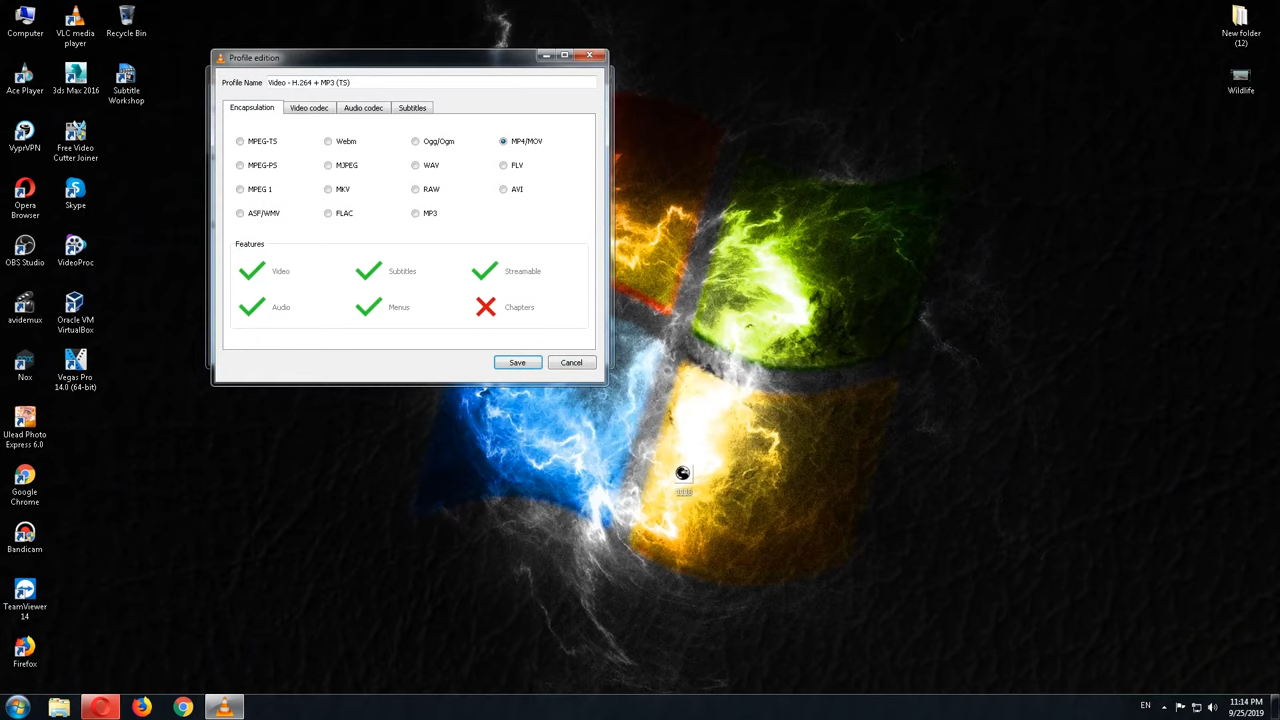 Computer
VLC media
player
Recycle Bin
New folder
(12)
Ace Player
3ds Max 2016
Subtitle
Workshop
Wildlife
VyprVPN
Free Video
Cutter Joiner
Opera
Browser
Skype
OBS Studio
VideoProc
avidemux
Oracle VM
VirtualBox
Nox
Vegas Pro
14.0 (64-bit)
Ulead Photo
Express 6.0
Google
Chrome
Bandicam
TeamViewer
14
Firefox
Profile edition
Profile Name
Video - H.264 + MP3 (TS)
Encapsulation
Video codec
Audio codec
Subtitles
MPEG-TS
Webm
Ogg/Ogm
MP4/MOV
MPEG-PS
MJPEG
WAV
FLV
MPEG 1
MKV
RAW
AVI
ASF/WMV
FLAC
MP3
Features
Video
Subtitles
Streamable
Audio
Menus
Chapters
Save
Cancel
EN
11:14 PM
9/25/2019